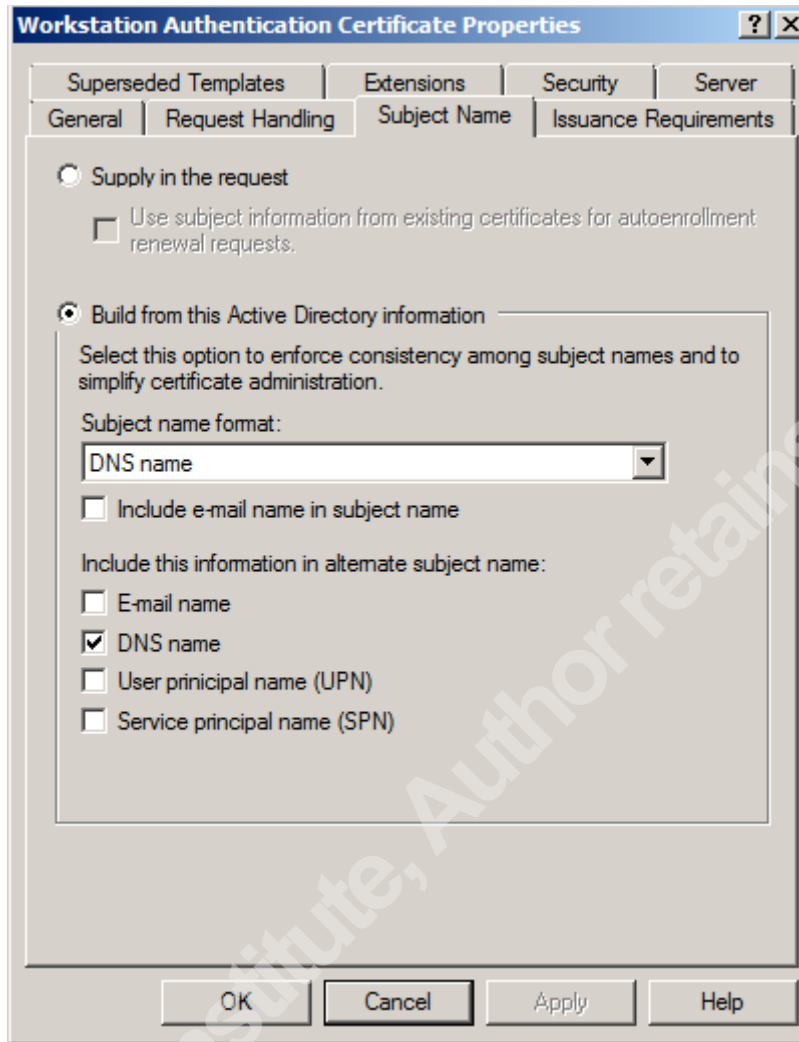 Workstation Authentication Certificate Properties
Superseded Templates Extensions Security Server
General Request Handling Subject Name Issuance Requirements
Supply in the request
Use subject information from existing certificates for autoenrollment
renewal requests.
Build from this Active Directory information
Select this option to enforce consistency among subject names and to
simplify certificate administration.
Subject name format:
DNS name
Include e-mail name in subject name
Include this information in alternate subject name:
E-mail name
DNS name
User prinicipal name (UPN)
Service principal name (SPN)
OK Cancel Apply Help
stitute, Author retains